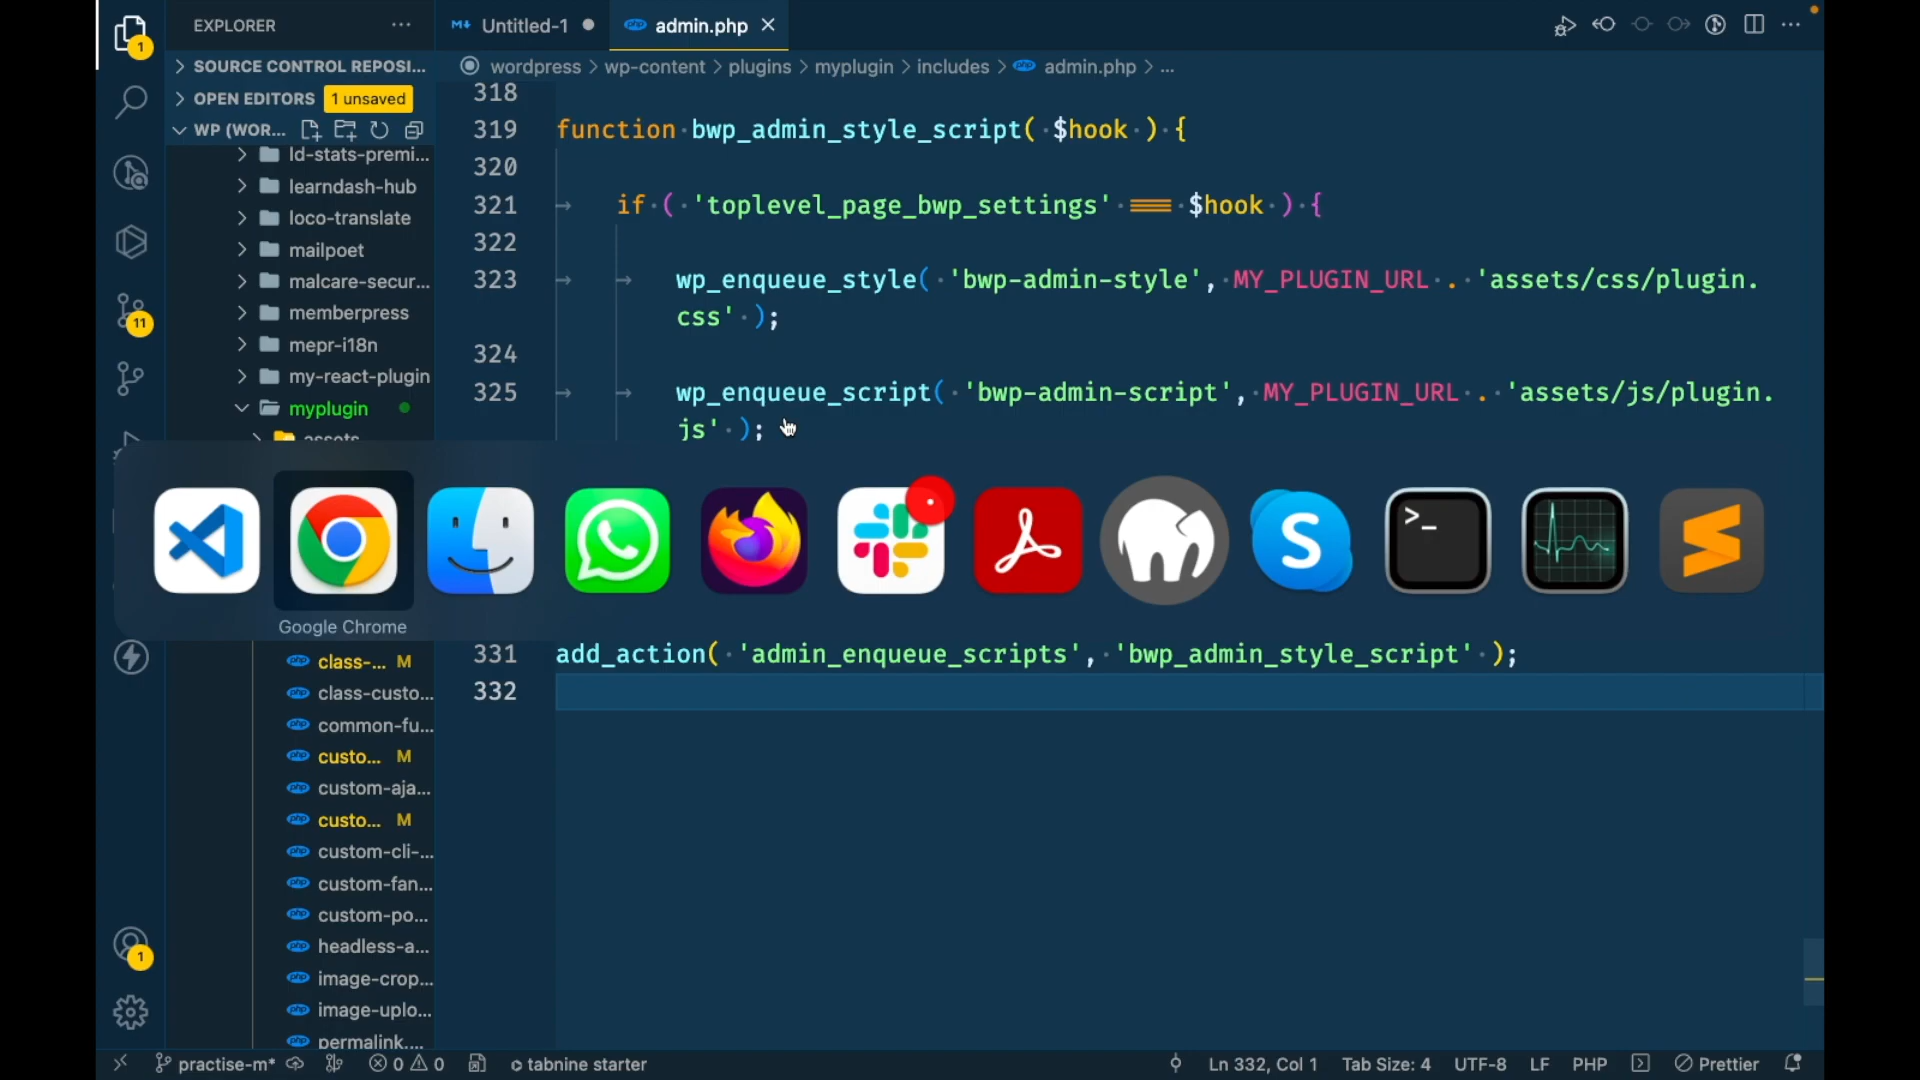 EXPLORER
Untitled-1
admin.php
SOURCE CONTROL REPOSI...
wordpress > wp-content > plugins > myplugin > includes > admin.php > ...
OPEN EDITORS 1 unsaved
WP (WOR...
ld-stats-premi...
learndash-hub
loco-translate
mailpoet
malcare-secur...
memberpress
mepr-i18n
my-react-plugin
myplugin
assets
318
319 function bwp_admin_style_script( $hook ) {
320
321 if ( 'toplevel_page_bwp_settings' === $hook ) {
322
323 wp_enqueue_style( 'bwp-admin-style', MY_PLUGIN_URL . 'assets/css/plugin.
css' );
324
325 wp_enqueue_script( 'bwp-admin-script', MY_PLUGIN_URL . 'assets/js/plugin.
js' );
1
11
Google Chrome
331 add_action( 'admin_enqueue_scripts', 'bwp_admin_style_script' );
332
class-... M
class-custo...
common-fu...
custo... M
custom-aja...
custo... M
custom-cli-...
custom-fan...
custom-po...
headless-a...
image-crop...
image-uplo...
permalink....
1
practise-m*
0 0
tabnine starter
Ln 332, Col 1
Tab Size: 4
UTF-8
LF
PHP
Prettier